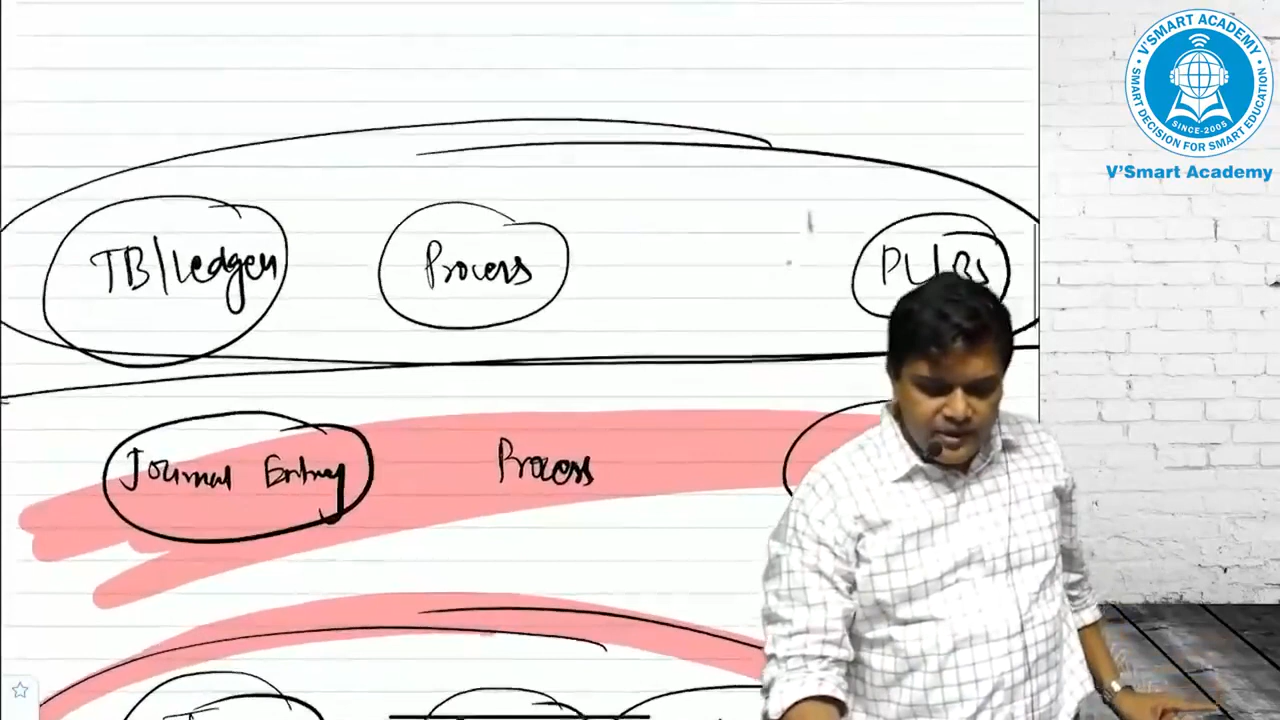 V'SMART ACADEMY
SMART DECISION FOR SMART EDUCATION
SINCE-2005
V'Smart Academy
TB/Ledger Process PL/BS
Journal Entry Process